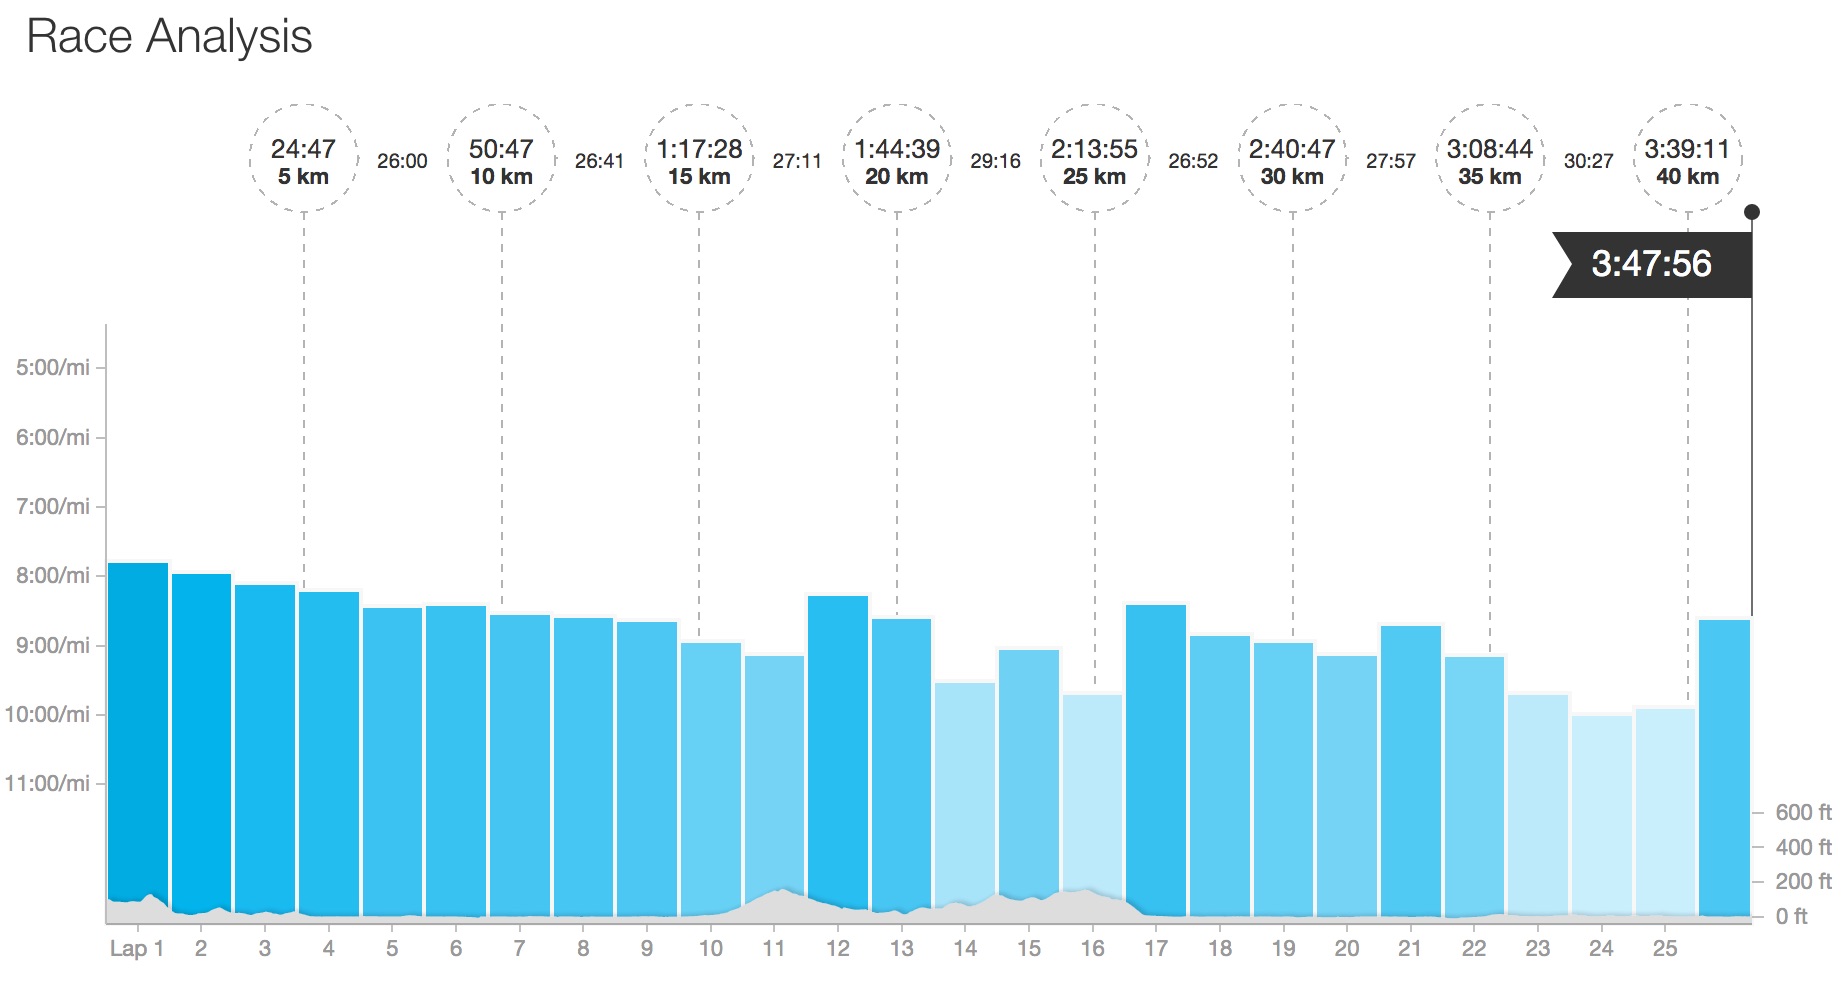 Race Analysis
24:47
5 km
26:00
50:47
10 km
26:41
1:17:28
15 km
27:11
1:44:39
20 km
29:16
2:13:55
25 km
26:52
2:40:47
30 km
27:57
3:08:44
35 km
30:27
3:39:11
40 km
3:47:56
5:00/mi
6:00/mi
7:00/mi
8:00/mi
9:00/mi
10:00/mi
11:00/mi
600 ft
400 ft
200 ft
0 ft
Lap 1 2 3 4 5 6 7 8 9 10 11 12 13 14 15 16 17 18 19 20 21 22 23 24 25